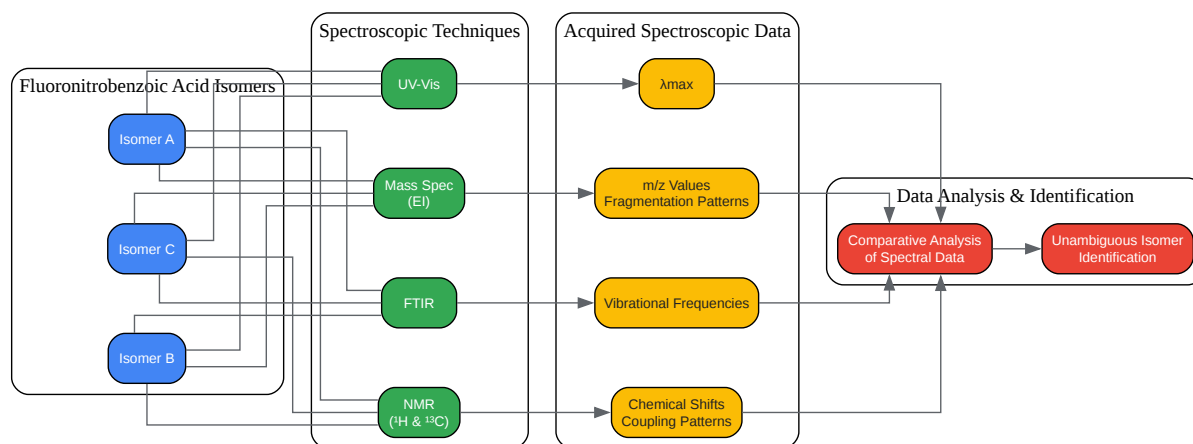 Fluoronitrobenzoic Acid Isomers
Isomer A
Isomer C
Isomer B
Spectroscopic Techniques
UV-Vis
Mass Spec
(EI)
FTIR
NMR
(¹H & ¹³C)
Acquired Spectroscopic Data
λmax
m/z Values
Fragmentation Patterns
Vibrational Frequencies
Chemical Shifts
Coupling Patterns
Data Analysis & Identification
Comparative Analysis
of Spectral Data
Unambiguous Isomer
Identification